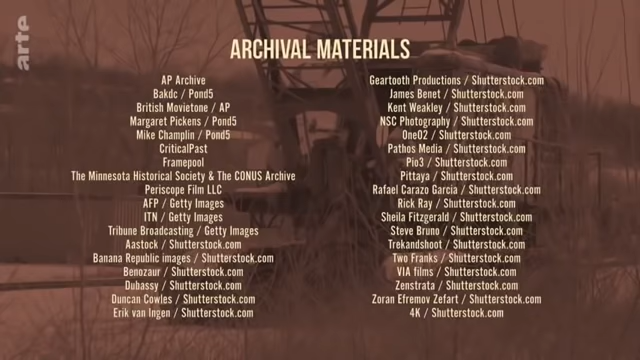 arte
ARCHIVAL MATERIALS
AP Archive
Bakdc / Pond5
British Movietone / AP
Margaret Pickens / Pond5
Mike Champlin / Pond5
CriticalPast
Framepool
The Minnesota Historical Society & The CONUS Archive
Periscope Film LLC
AFP / Getty Images
ITN / Getty Images
Tribune Broadcasting / Getty Images
Aastock / Shutterstock.com
Banana Republic images / Shutterstock.com
Benozaur / Shutterstock.com
Dubassy / Shutterstock.com
Duncan Cowles / Shutterstock.com
Erik van Ingen / Shutterstock.com
Geartooth Productions / Shutterstock.com
James Benet / Shutterstock.com
Kent Weakley / Shutterstock.com
NSC Photography / Shutterstock.com
One02 / Shutterstock.com
Pathos Media / Shutterstock.com
Pio3 / Shutterstock.com
Pittaya / Shutterstock.com
Rafael Carazo Garcia / Shutterstock.com
Rick Ray / Shutterstock.com
Sheila Fitzgerald / Shutterstock.com
Steve Bruno / Shutterstock.com
Trekandshoot / Shutterstock.com
Two Franks / Shutterstock.com
VIA films / Shutterstock.com
Zenstrata / Shutterstock.com
Zoran Efremov Zefart / Shutterstock.com
4K / Shutterstock.com